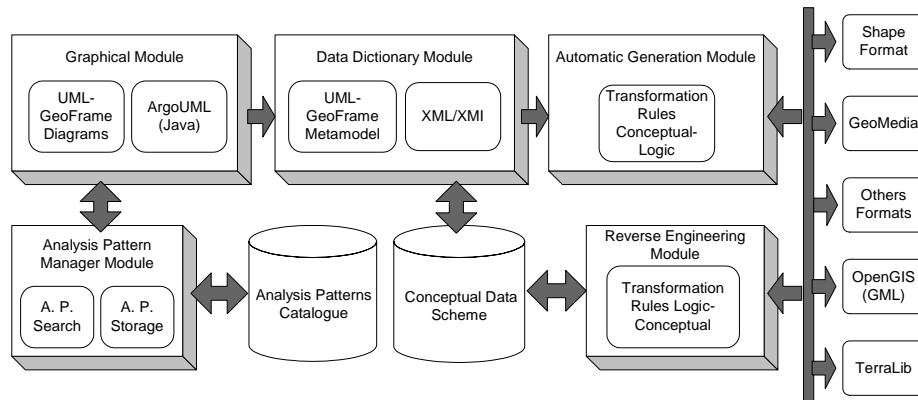 Graphical Module
UML-
GeoFrame
Diagrams
ArgoUML
(Java)
Data Dictionary Module
UML-
GeoFrame
Metamodel
XML/XMI
Automatic Generation Module
Transformation
Rules
Conceptual-
Logic
Analysis Pattern
Manager Module
A. P.
Search
A. P.
Storage
Analysis Patterns
Catalogue
Conceptual Data
Scheme
Reverse Engineering
Module
Transformation
Rules Logic-
Conceptual
Shape
Format
GeoMedia
Others
Formats
OpenGIS
(GML)
TerraLib